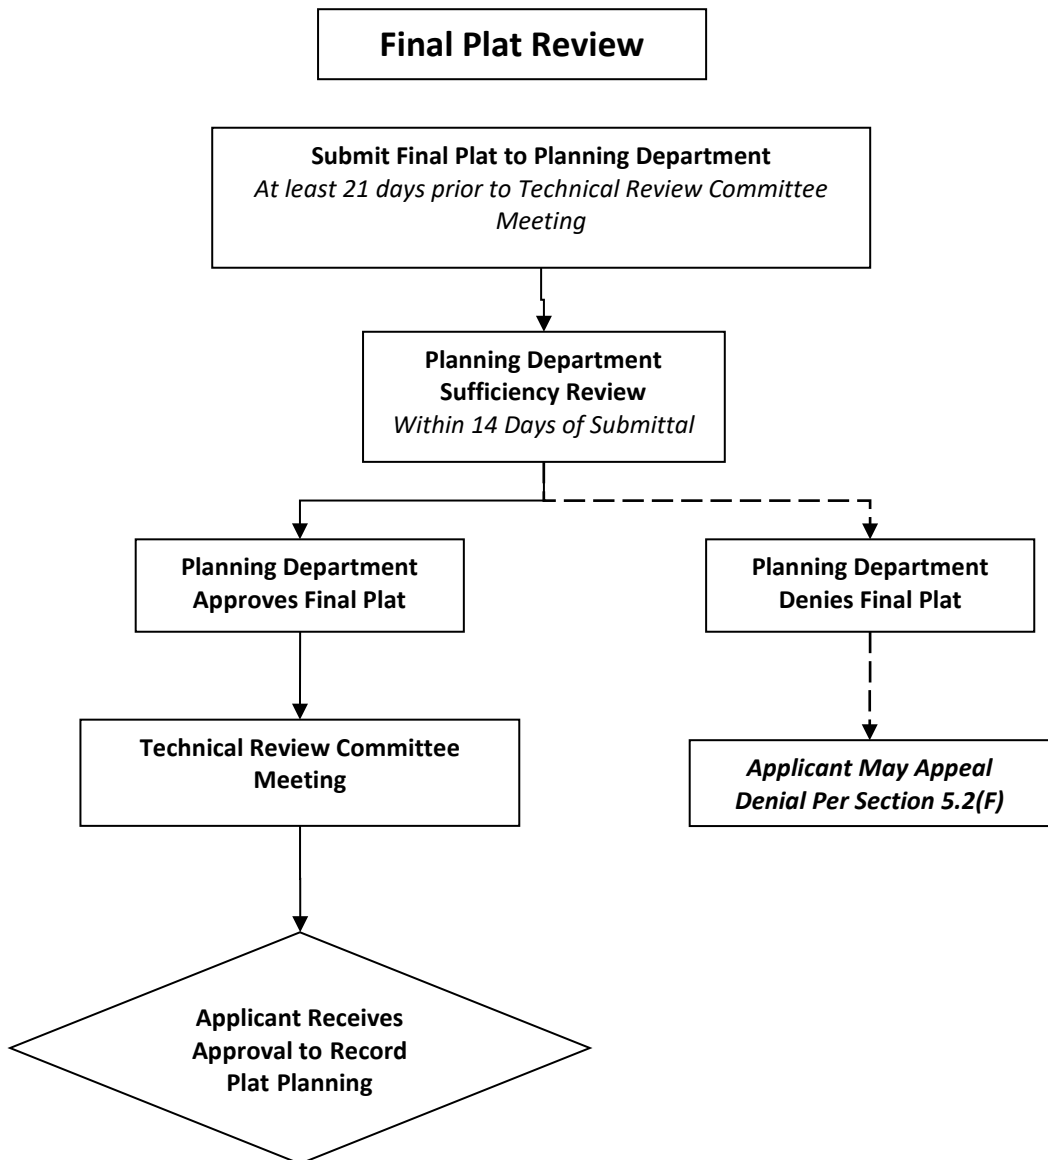 Final Plat Review
Submit Final Plat to Planning Department
At least 21 days prior to Technical Review Committee
Meeting
Planning Department
Sufficiency Review
Within 14 Days of Submittal
Planning Department
Approves Final Plat
Planning Department
Denies Final Plat
Technical Review Committee
Meeting
Applicant May Appeal
Denial Per Section 5.2(F)
Applicant Receives
Approval to Record
Plat Planning